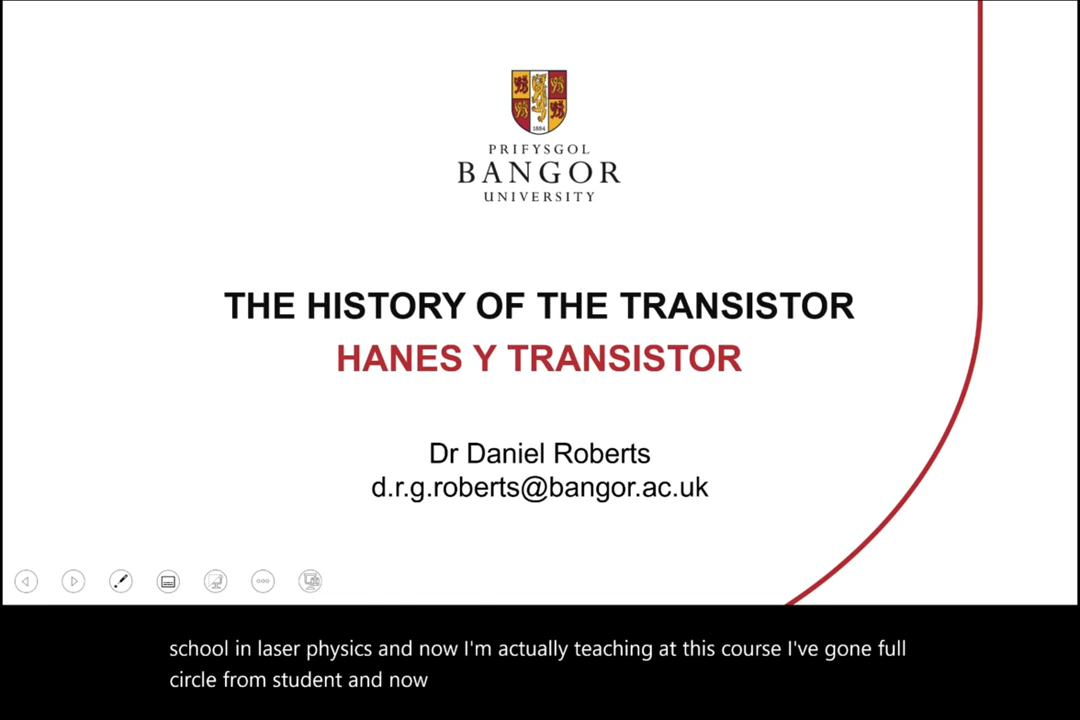 1884
PRIFYSGOL
BANGOR
UNIVERSITY
THE HISTORY OF THE TRANSISTOR
HANES Y TRANSISTOR
Dr Daniel Roberts
d.r.g.roberts@bangor.ac.uk
school in laser physics and now I'm actually teaching at this course I've gone full
circle from student and now